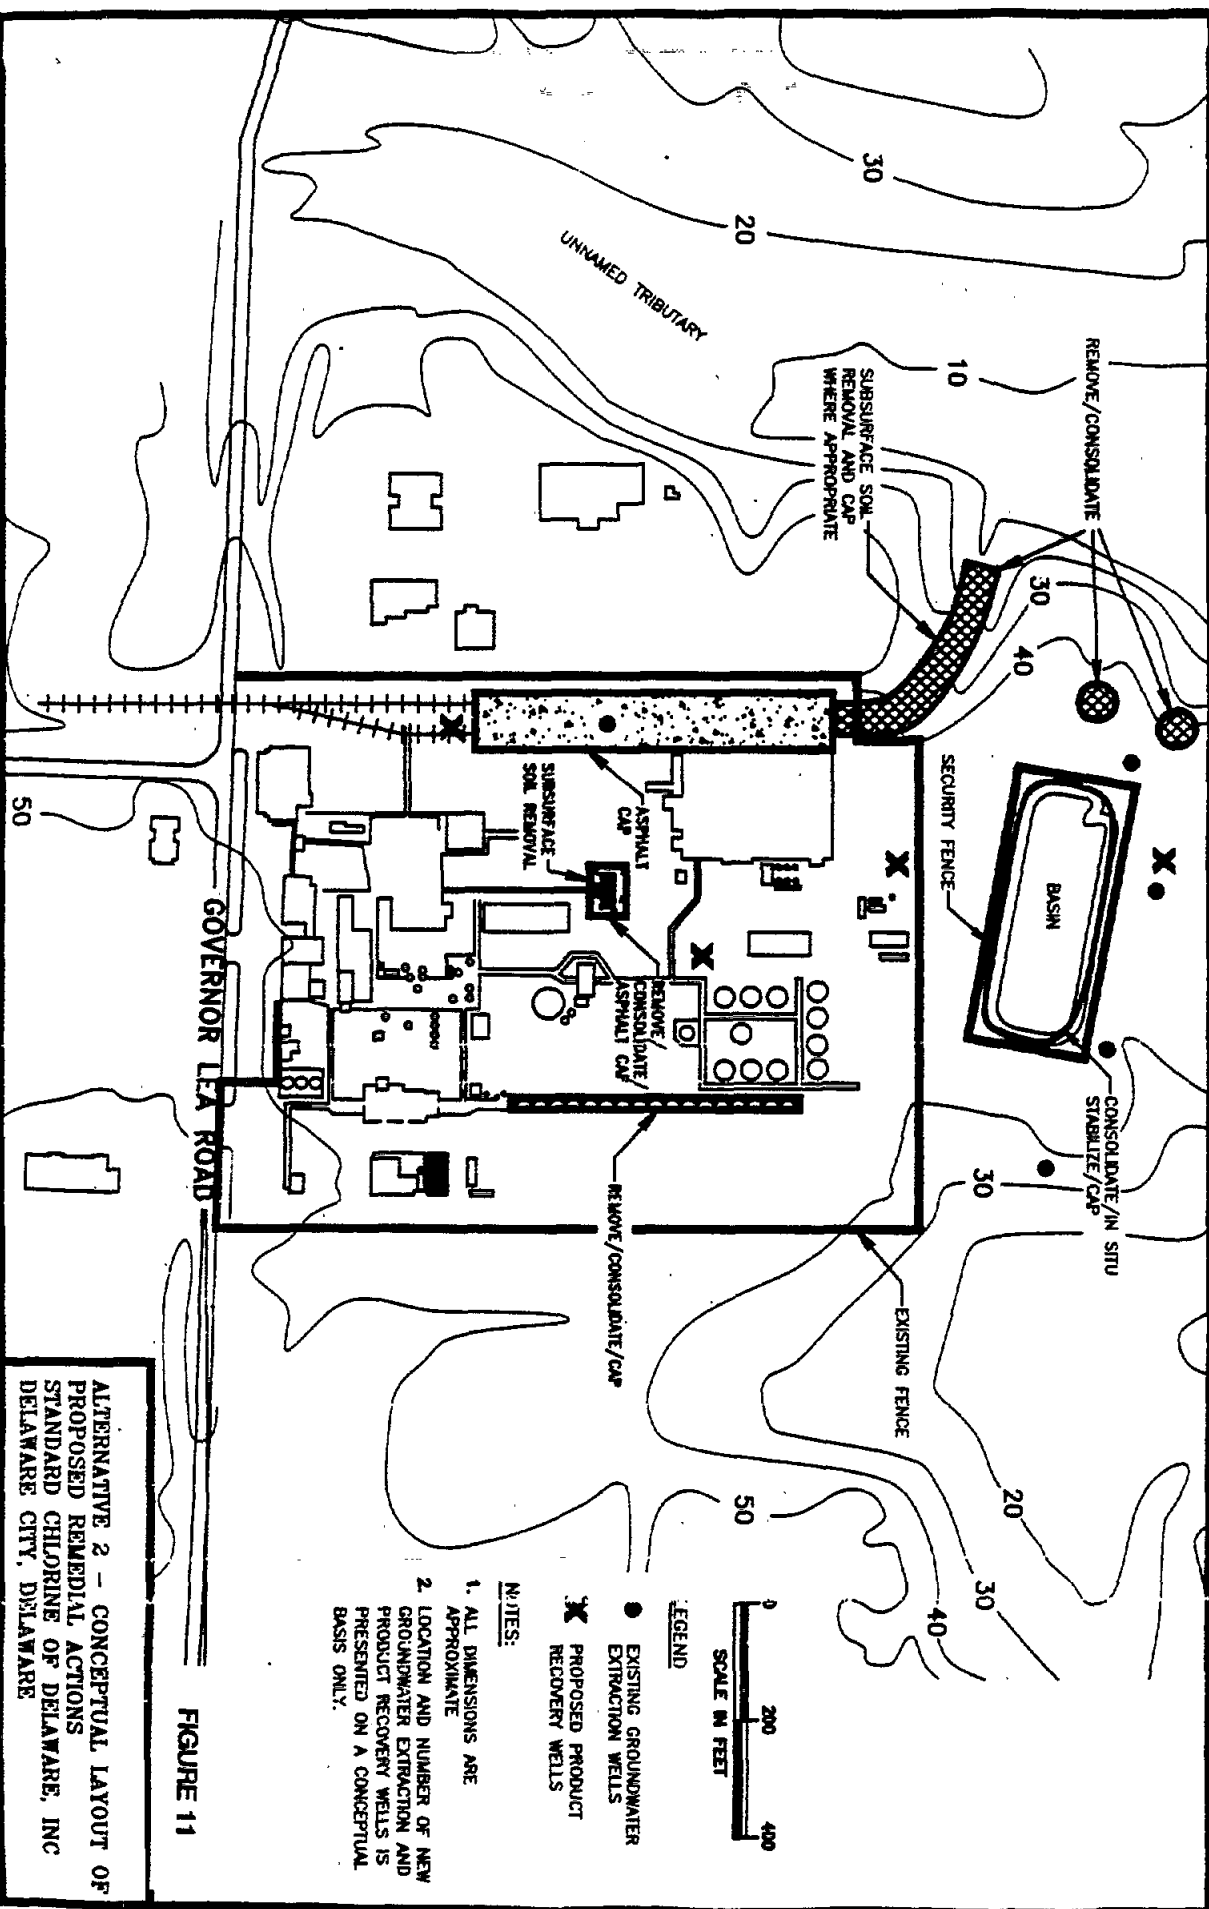 30
20
UNNAMED TRIBUTARY
10
REMOVE/CONSOLIDATE
SUBSURFACE SOIL
REMOVAL AND CAP
WHERE APPROPRIATE
30
40
SECURITY FENCE
BASIN
CONSOLIDATE/IN SITU
STABILIZE/CAP
ASPHALT
CAP
SUBSURFACE
SOIL REMOVAL
REMOVE/
CONSOLIDATE/
ASPHALT CAP
50
GOVERNOR LEA ROAD
REMOVE/CONSOLIDATE/CAP
30
EXISTING FENCE
20
30
40
50
0 200 400
SCALE IN FEET
LEGEND
EXISTING GROUNDWATER
EXTRACTION WELLS
PROPOSED PRODUCT
RECOVERY WELLS
NOTES:
1. ALL DIMENSIONS ARE
APPROXIMATE
2. LOCATION AND NUMBER OF NEW
GROUNDWATER EXTRACTION AND
PRODUCT RECOVERY WELLS IS
PRESENTED ON A CONCEPTUAL
BASIS ONLY.
FIGURE 11
ALTERNATIVE 2 - CONCEPTUAL LAYOUT OF
PROPOSED REMEDIAL ACTIONS
STANDARD CHLORINE OF DELAWARE, INC
DELAWARE CITY, DELAWARE